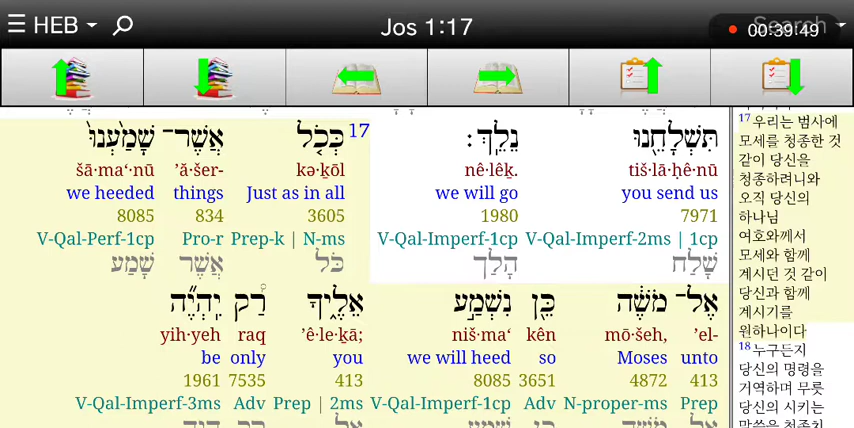 ☰ HEB Jos 1:17 Search 00:39:49
תִּשְׁלָחֵ֖נוּ נֵלֵֽךְ׃ 17 כְּכֹ֤ל אֲשֶׁר־ שָׁמַ֙עְנוּ֙
šā·ma‘·nū ’ă·šer- kə·ḵōl nê·lêḵ. tiš·lā·ḥê·nū
we heeded things Just as in all we will go you send us
8085 834 3605 1980 7971
V-Qal-Perf-1cp Pro-r Prep-k | N-ms V-Qal-Imperf-1cp V-Qal-Imperf-2ms | 1cp
שָׁלַח הָלַךְ כֹּל אֲשֶׁר שָׁמַע
אֶל־ מֹשֶׁ֔ה כֵּ֖ן נִשְׁמַ֣ע אֵלֶ֑יךָ רַ֠ק יִֽהְיֶ֞ה
yih·yeh raq ’ê·le·ḵā; niš·ma‘ kên mō·šeh, ’el-
be only you we will heed so Moses unto
1961 7535 413 8085 3651 4872 413
V-Qal-Imperf-3ms Adv Prep | 2ms V-Qal-Imperf-1cp Adv N-proper-ms Prep
17 우리는 범사에
모세를 청종한 것
같이 당신을
청종하려니와
오직 당신의
하나님
여호와께서
모세와 함께
계시던 것 같이
당신과 함께
계시기를
원하나이다
18 누구든지
당신의 명령을
거역하며 무릇
당신의 시키는
말씀을 청종치